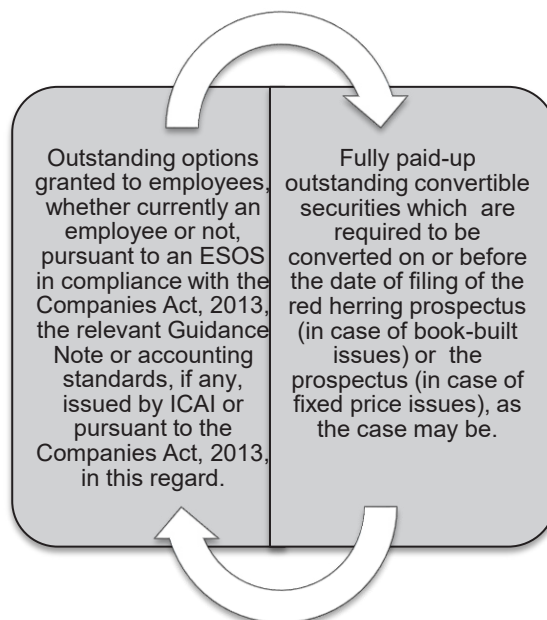 Outstanding options
granted to employees,
whether currently an
employee or not,
pursuant to an ESOS
in compliance with the
Companies Act, 2013,
the relevant Guidance
Note or accounting
standards, if any,
issued by ICAI or
pursuant to the
Companies Act, 2013,
in this regard.
Fully paid-up
outstanding convertible
securities which are
required to be
converted on or before
the date of filing of the
red herring prospectus
(in case of book-built
issues) or the
prospectus (in case of
fixed price issues), as
the case may be.